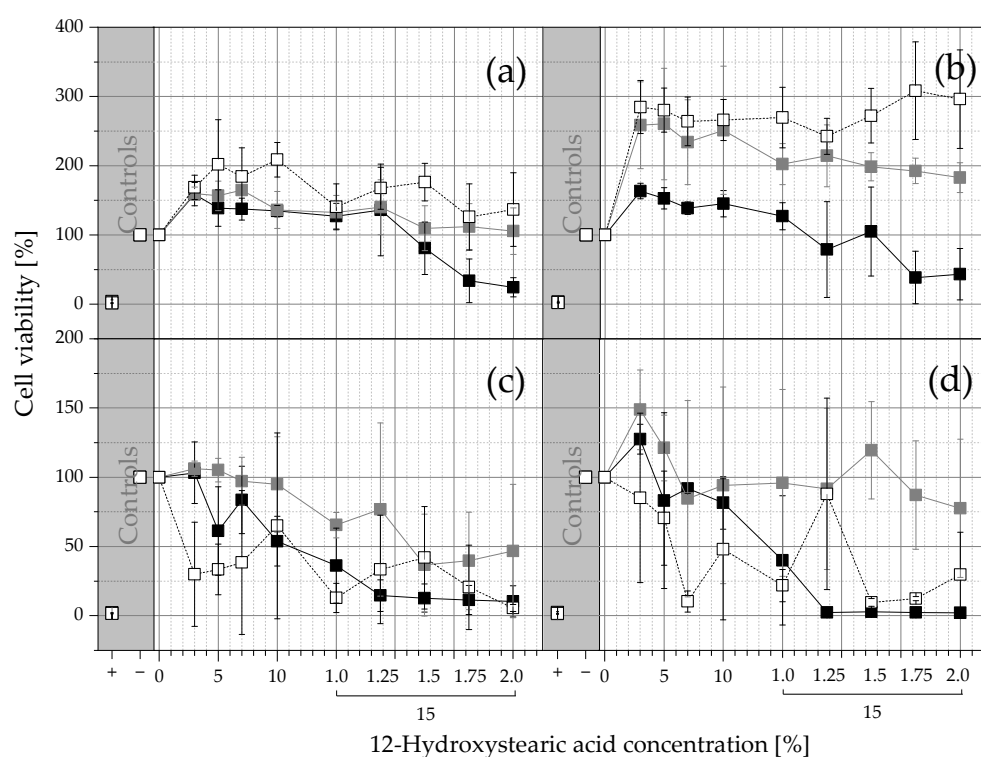 400
300
200
100
0
(a)
(b)
Controls
Controls
Cell viability [%]
200
150
100
50
0
(c)
(d)
Controls
Controls
+ − 0 5 10 1.0 1.25 1.5 1.75 2.0
+ − 0 5 10 1.0 1.25 1.5 1.75 2.0
15
15
12-Hydroxystearic acid concentration [%]